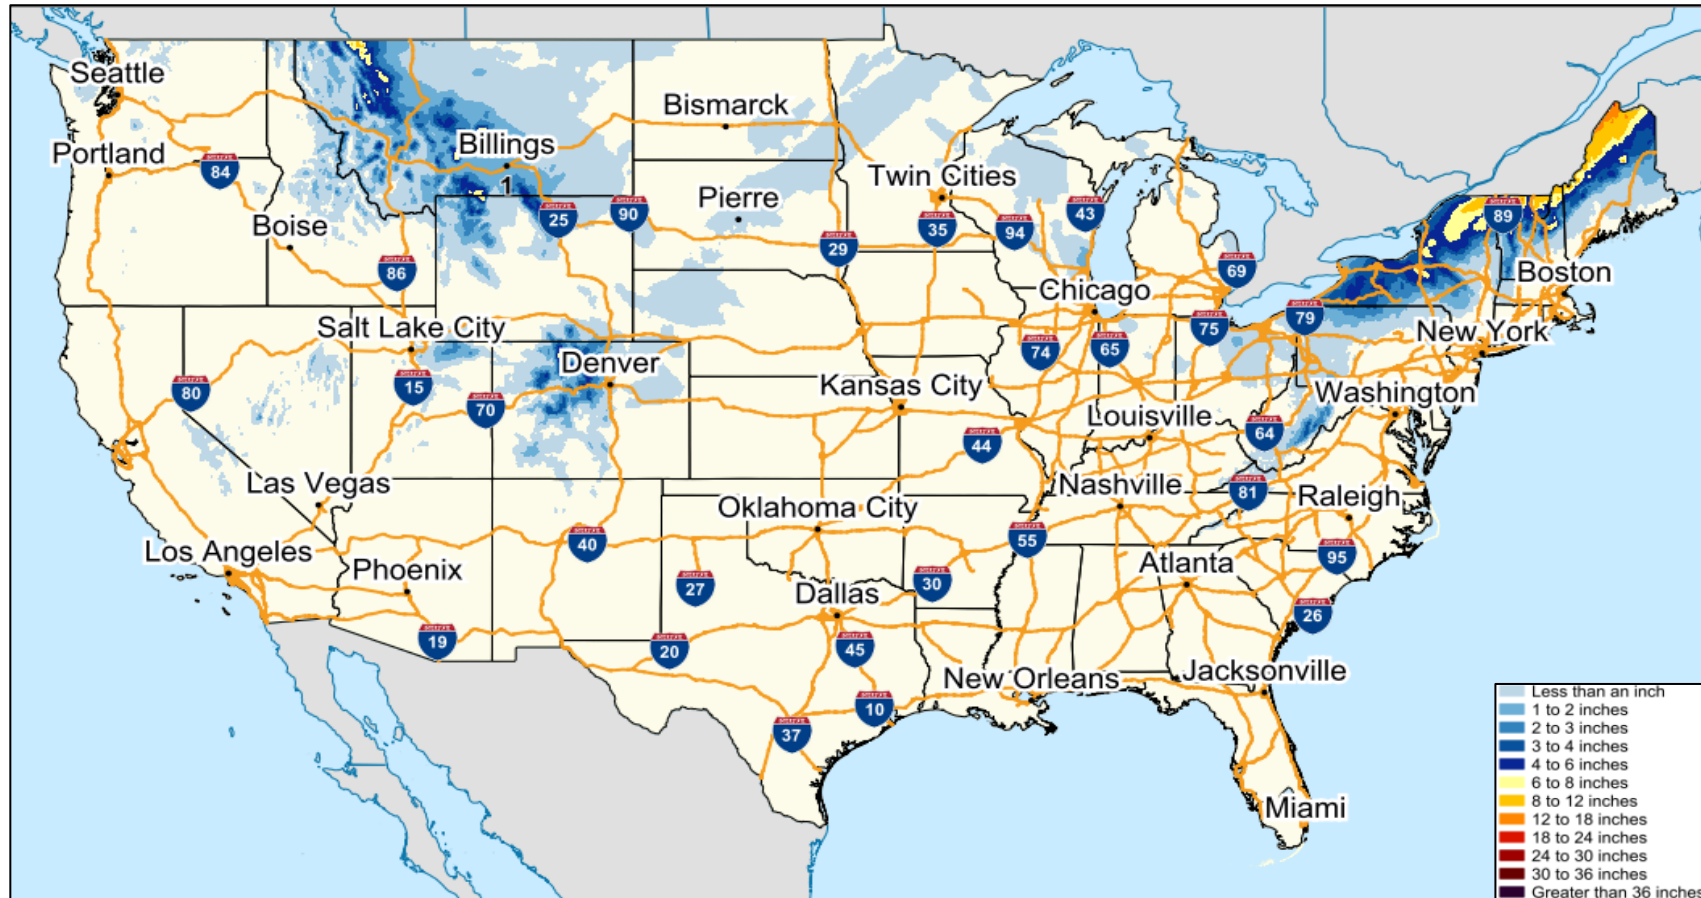 Seattle
Bismarck
Billings
Portland
84
1
Twin Cities
Pierre
Boise
25
90
35
94
43
89
29
86
69
Boston
Chicago
Salt Lake City
79
75
New York
Denver
74
65
80
15
70
Kansas City
Washington
Louisville
64
44
Las Vegas
Nashville
81
Raleigh
Oklahoma City
40
55
95
Los Angeles
Phoenix
Atlanta
27
30
Dallas
26
19
20
45
New Orleans
Jacksonville
10
37
Miami
Less than an inch
1 to 2 inches
2 to 3 inches
3 to 4 inches
4 to 6 inches
6 to 8 inches
8 to 12 inches
12 to 18 inches
18 to 24 inches
24 to 30 inches
30 to 36 inches
Greater than 36 inches